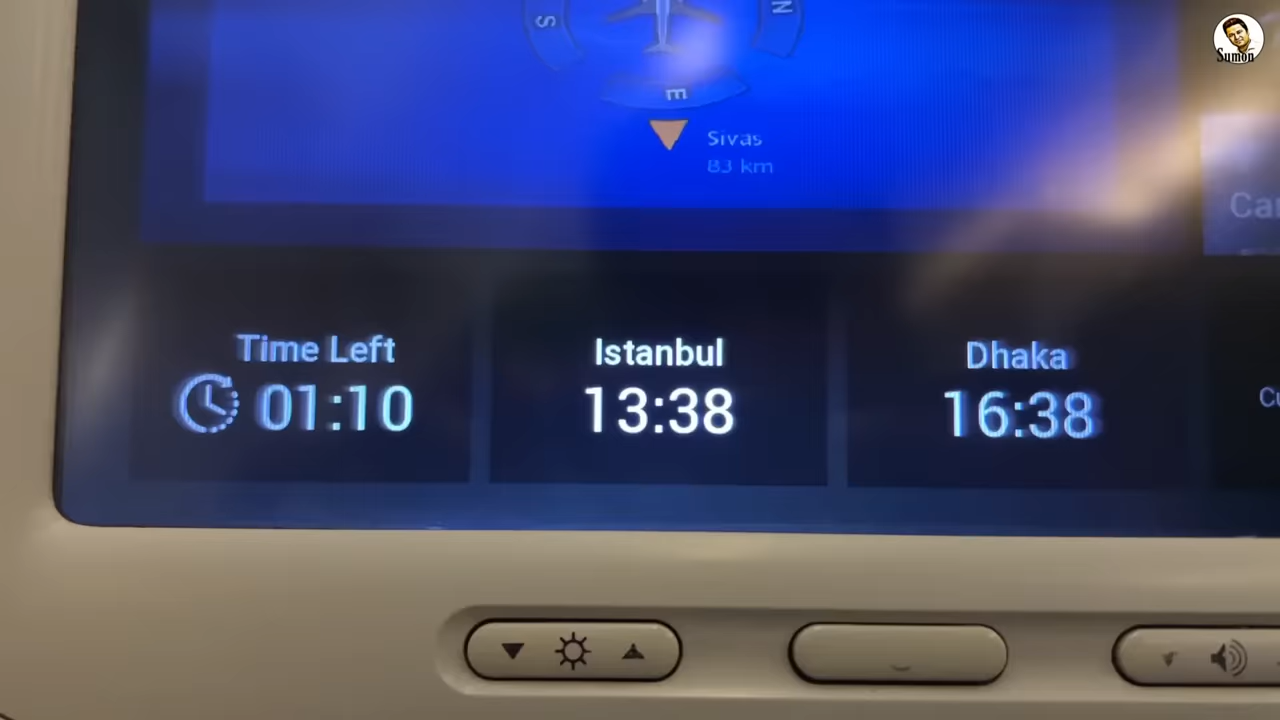 S
N
E
Sivas
83 km
Time Left
01:10
Istanbul
13:38
Dhaka
16:38
Sumon